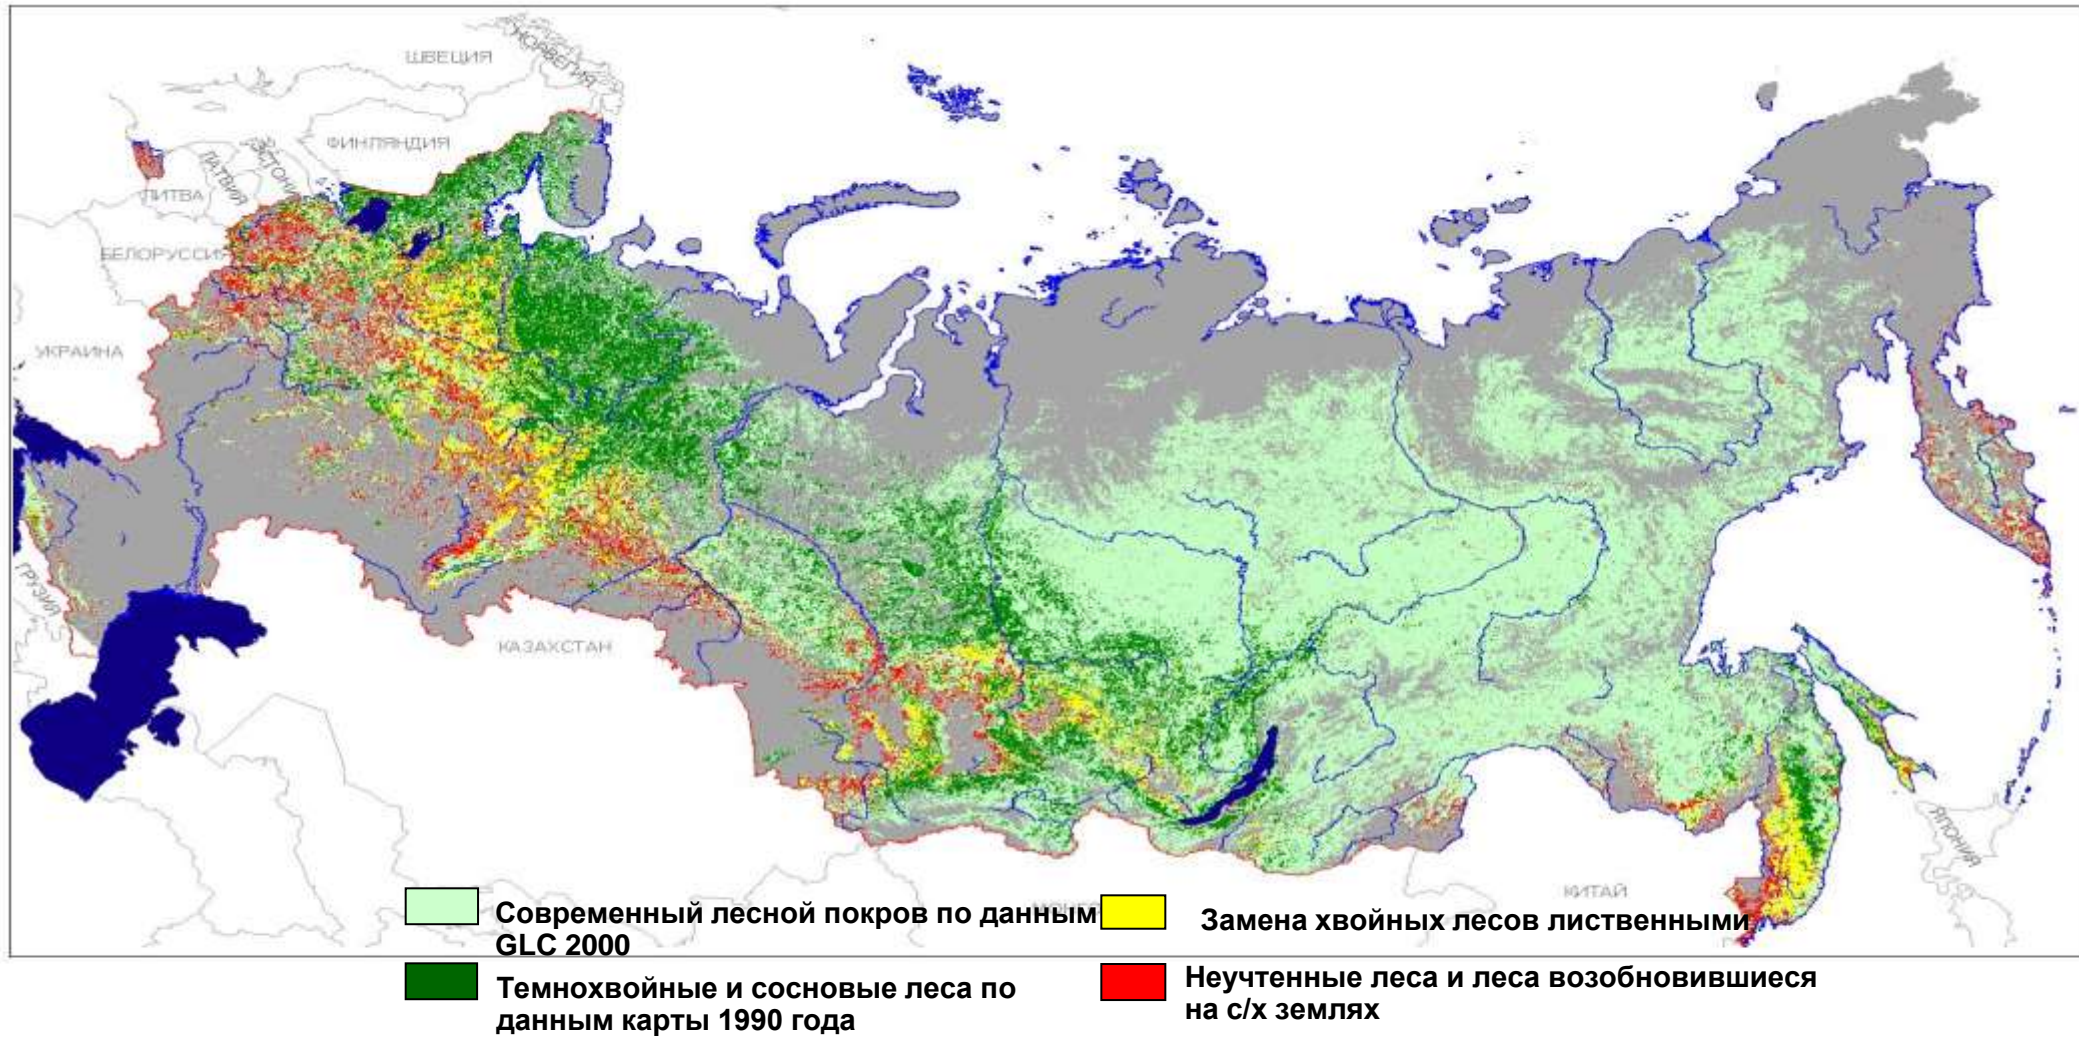 ШВЕЦИЯ
НОРВЕГИЯ
ФИНЛЯНДИЯ
ЭСТОНИЯ
ЛАТВИЯ
ЛИТВА
БЕЛОРУССИЯ
УКРАИНА
ГРУЗИЯ
КАЗАХСТАН
КИТАЙ
ЯПОНИЯ
Современный лесной покров по данным
GLC 2000
Замена хвойных лесов лиственными
Темнохвойные и сосновые леса по
данным карты 1990 года
Неучтенные леса и леса возобновившиеся
на с/х землях